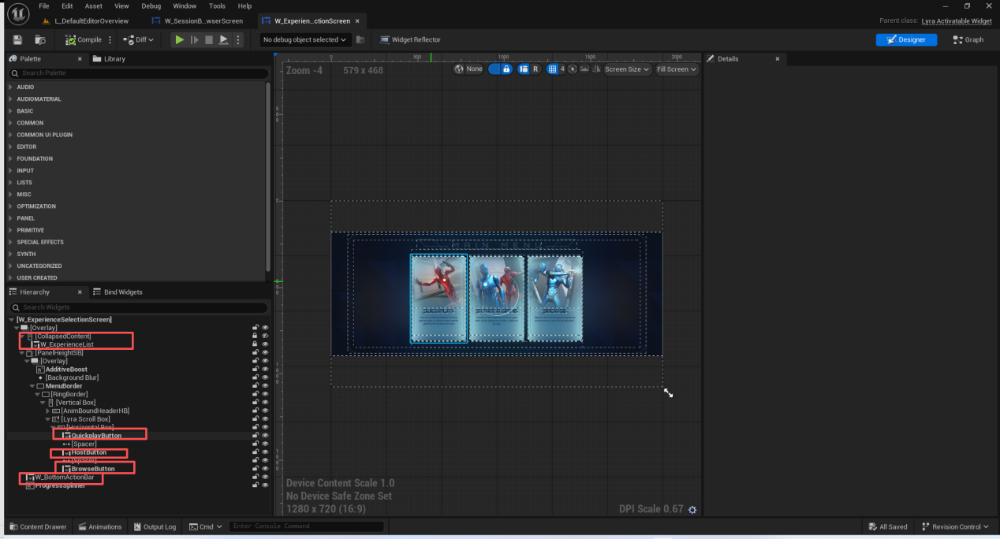 File Edit Asset View Debug Window Tools Help
L_DefaultEditorOverview W_SessionB...wserScreen W_Experien...ctionScreen
Parent class: Lyra Activatable Widget
Compile Diff No debug object selected Widget Reflector Designer Graph
Palette Library
Search Palette
AUDIO
AUDIOMATERIAL
BASIC
COMMON
COMMON UI PLUGIN
EDITOR
FOUNDATION
INPUT
LISTS
MISC
OPTIMIZATION
PANEL
PRIMITIVE
SPECIAL EFFECTS
SYNTH
UNCATEGORIZED
USER CREATED
Hierarchy Bind Widgets
Search Widgets
[W_ExperienceSelectionScreen]
[Overlay]
[CollapsedContent]
W_ExperienceList
[PanelHeightSB]
[Overlay]
AdditiveBoost
[Background Blur]
MenuBorder
[RingBorder]
[Vertical Box]
[AnimBoundHeaderHB]
[Lyra Scroll Box]
[Horizontal Box]
QuickplayButton
[Spacer]
HostButton
[Spacer]
BrowseButton
W_BottomActionBar
ProgressSpinner
0 500 1000 1500 2000
Zoom -4 579 x 468
None R 4 Screen Size Fill Screen
MAIN MENU
Device Content Scale 1.0
No Device Safe Zone Set
1280 x 720 (16:9)
DPI Scale 0.67
Details
Content Drawer Animations Output Log Cmd Enter Console Command All Saved Revision Control